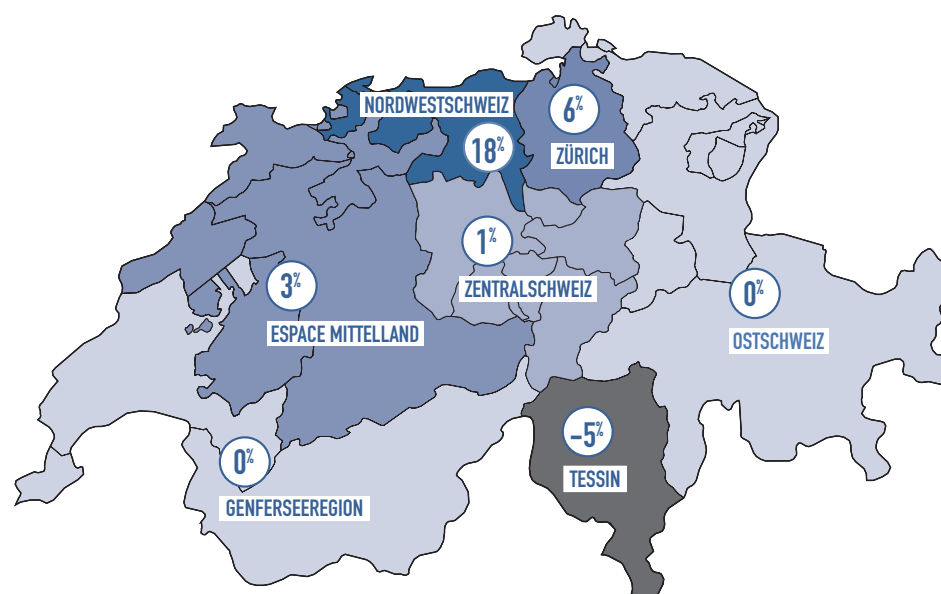 NORDWESTSCHWEIZ
18%
6%
ZÜRICH
1%
ZENTRALSCHWEIZ
3%
ESPACE MITTELLAND
0%
OSTSCHWEIZ
-5%
TESSIN
0%
GENFERSEEREGION